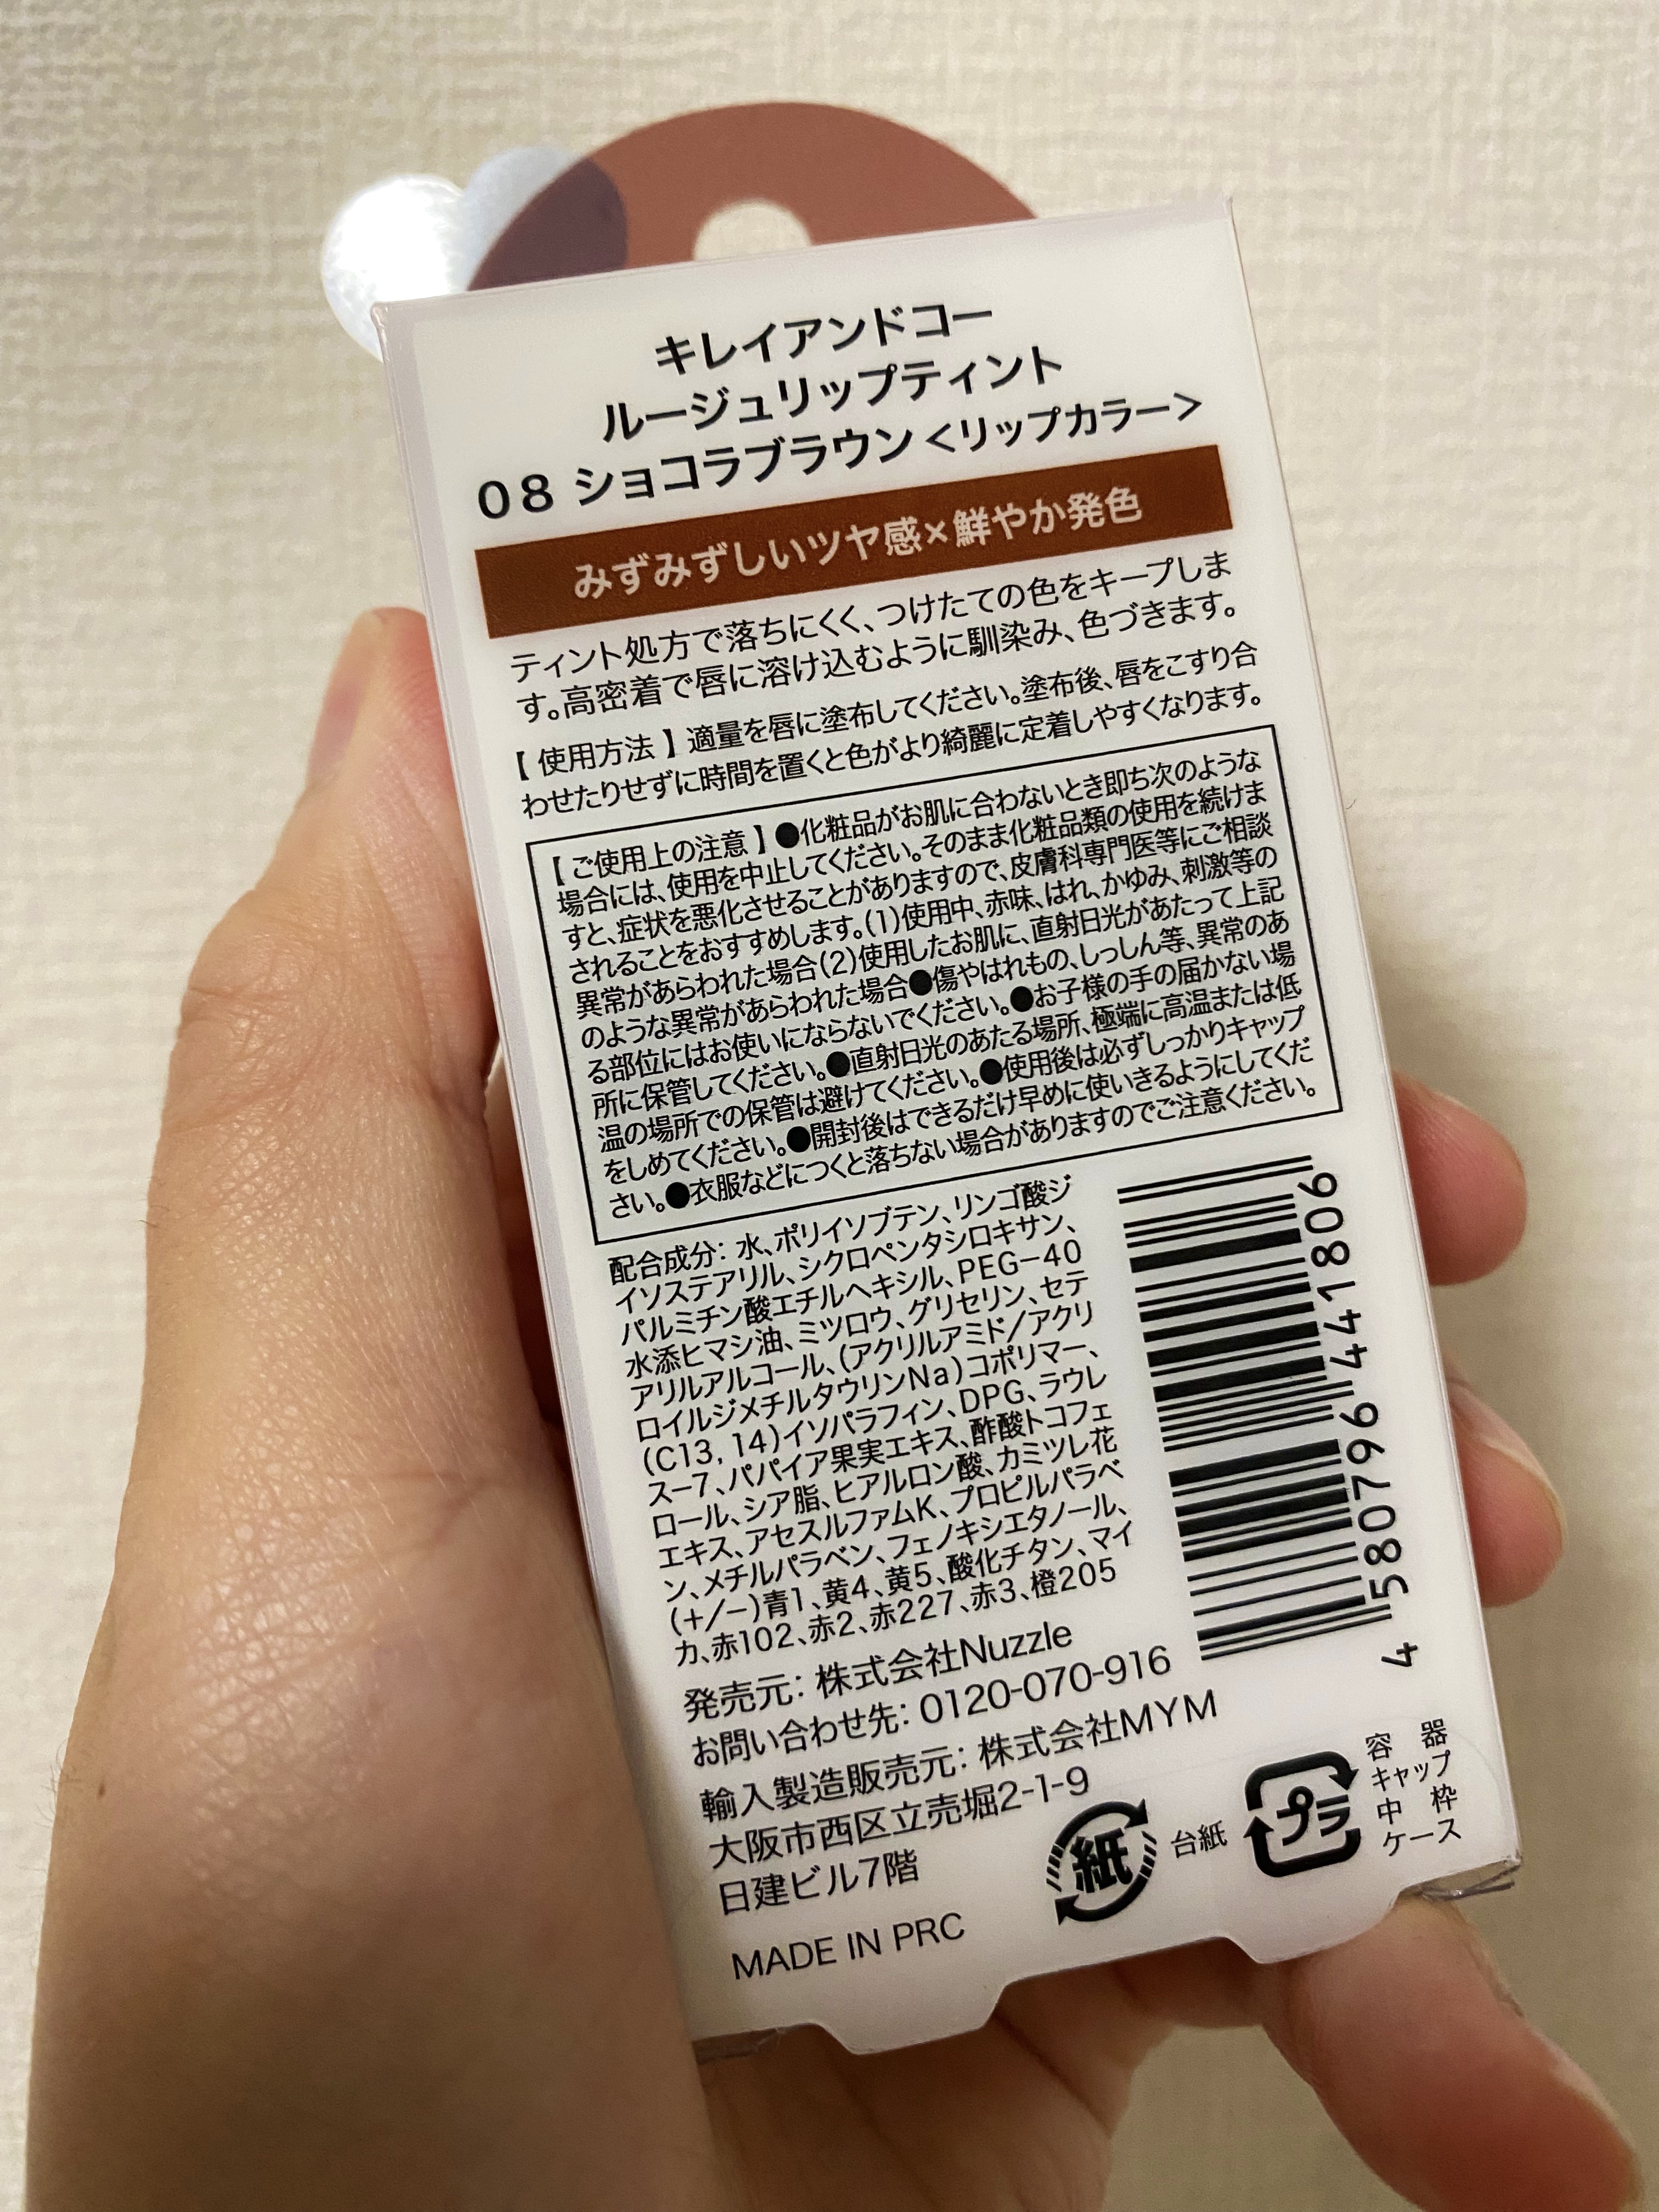 キレイアンドコー
ルージュリップティント
08 ショコラブラウン<リップカラー>
みずみずしいツヤ感×鮮やか発色
ティント処方で落ちにくく、つけたての色をキープしま
す。高密着で唇に溶け込むように馴染み、色づきます。
【 使用方法 】適量を唇に塗布してください。塗布後、唇をこすり合
わせたりせずに時間を置くと色がより綺麗に定着しやすくなります。
【 ご使用上の注意 】●化粧品がお肌に合わないとき即ち次のような
場合には、使用を中止してください。そのまま化粧品類の使用を続けま
すと、症状を悪化させることがありますので、皮膚科専門医等にご相談
されることをおすすめします。(1)使用中、赤味、はれ、かゆみ、刺激等の
異常があらわれた場合(2)使用したお肌に、直射日光があたって上記
のような異常があらわれた場合●傷やはれもの、しっしん等、異常のあ
る部位にはお使いにならないでください。●お子様の手の届かない場
所に保管してください。●直射日光のあたる場所、極端に高温または低
温の場所での保管は避けてください。●使用後は必ずしっかりキャップ
をしめてください。●開封後はできるだけ早めに使いきるようにしてくだ
さい。●衣服などにつくと落ちない場合がありますのでご注意ください。
配合成分: 水、ポリイソブテン、リンゴ酸ジ
イソステアリル、シクロペンタシロキサン、
パルミチン酸エチルヘキシル、PEG-40
水添ヒマシ油、ミツロウ、グリセリン、セテ
アリルアルコール、(アクリルアミド/アクリ
ロイルジメチルタウリンNa)コポリマー、
(C13, 14)イソパラフィン、DPG、ラウレ
ス-7、パパイア果実エキス、酢酸トコフェ
ロール、シア脂、ヒアルロン酸、カミツレ花
エキス、アセスルファムK、プロピルパラベ
ン、メチルパラベン、フェノキシエタノール、
(+/-)青1、黄4、黄5、酸化チタン、マイ
カ、赤102、赤2、赤227、赤3、橙205
4 580796 441806
発売元: 株式会社Nuzzle
お問い合わせ先: 0120-070-916
輸入製造販売元: 株式会社MYM
大阪市西区立売堀2-1-9
日建ビル7階
MADE IN PRC
紙
台紙
プラ
容 器
キャップ
中 枠
ケース